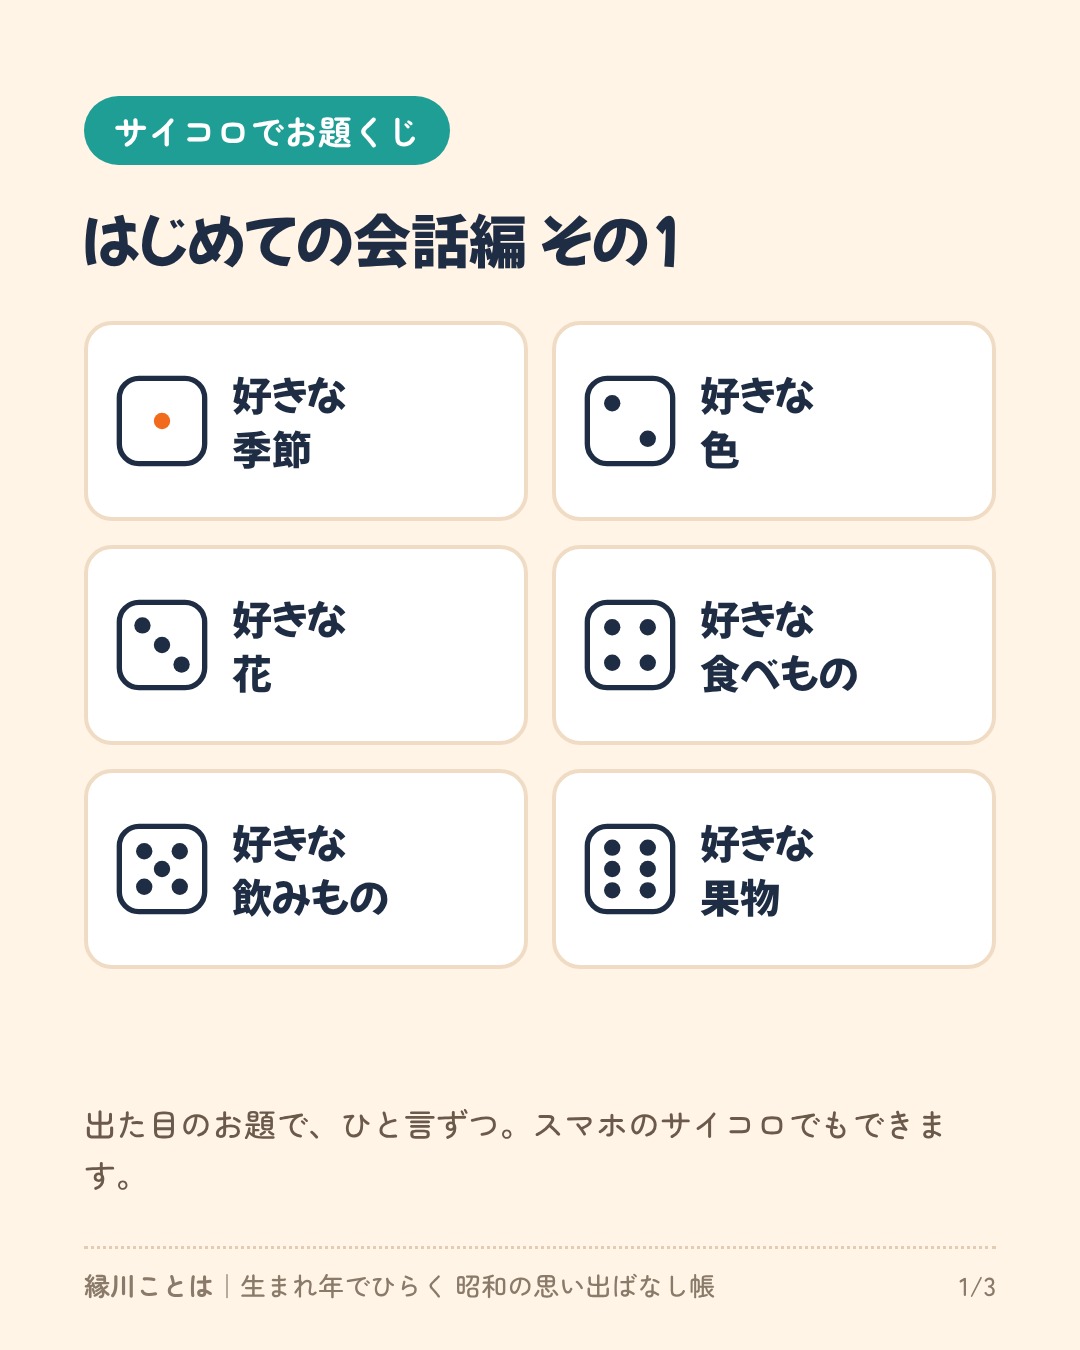 サイコロでお題くじ
はじめての会話編 その1
好きな
季節
好きな
色
好きな
花
好きな
食べもの
好きな
飲みもの
好きな
果物
出た目のお題で、ひと言ずつ。スマホのサイコロでもできま
す。
縁川ことは｜生まれ年でひらく 昭和の思い出ばなし帳
1/3